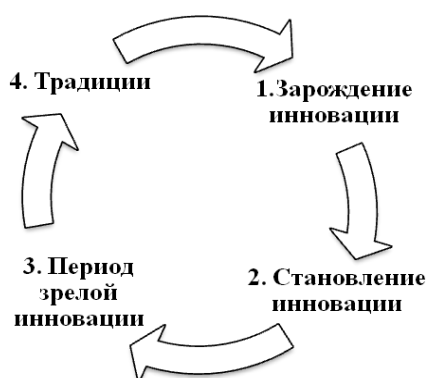 4. Традиции
1.Зарождение
инновации
2. Становление
инновации
3. Период
зрелой
инновации